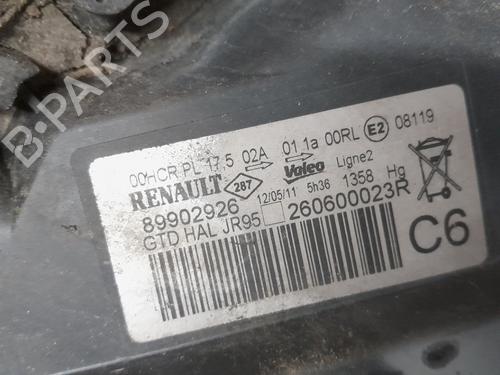 00HCR PL 17.5 02A 01 1a 00RL E2 08119
RENAULT 287 Valeo Ligne2
12/05/11 5h36 1358 Hg
89902926 260600023R
GTD HAL JR95
C6
B-PARTS